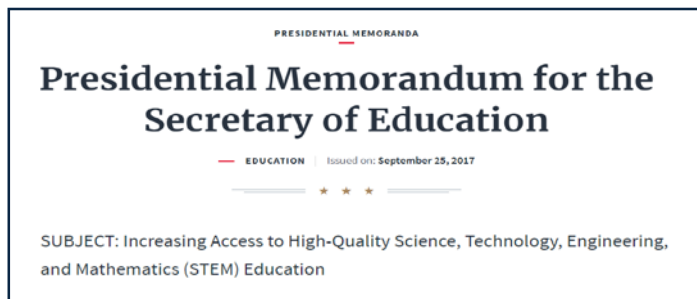 PRESIDENTIAL MEMORANDA
Presidential Memorandum for the
Secretary of Education
EDUCATION | Issued on: September 25, 2017
SUBJECT: Increasing Access to High-Quality Science, Technology, Engineering,
and Mathematics (STEM) Education